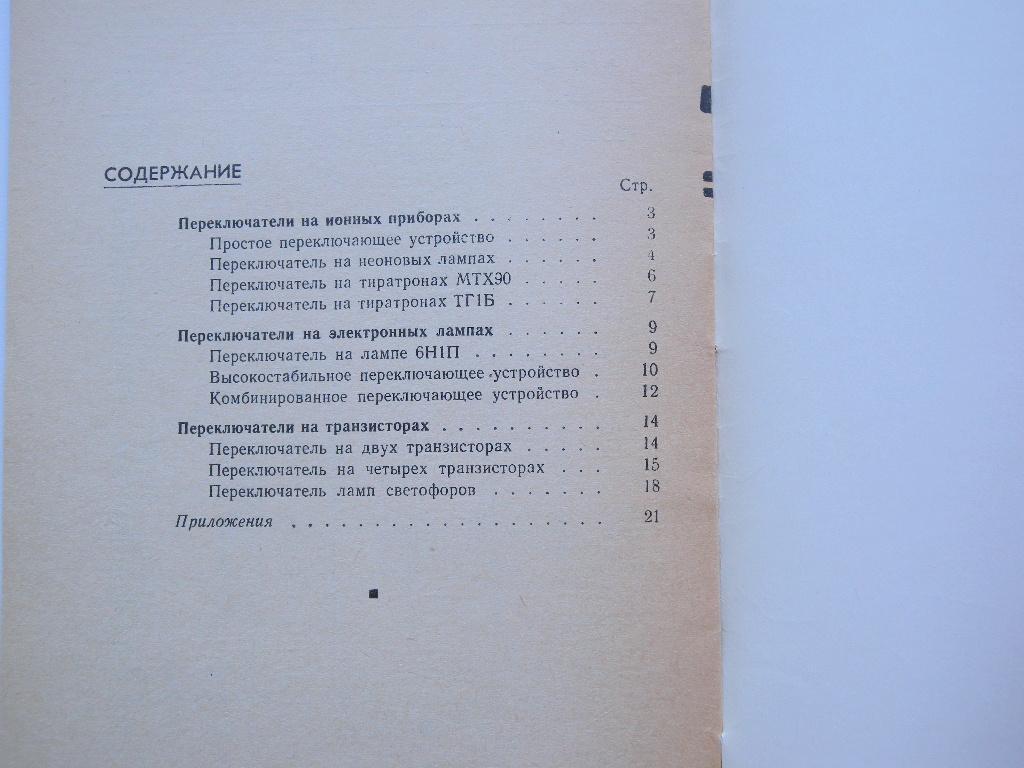 СОДЕРЖАНИЕ
Стр.
Переключатели на ионных приборах . . . . . . . . 3
Простое переключающее устройство . . . . . . 3
Переключатель на неоновых лампах . . . . . . 4
Переключатель на тиратронах МТХ90 . . . . . 6
Переключатель на тиратронах ТГ1Б . . . . . . 7
Переключатели на электронных лампах . . . . . . 9
Переключатель на лампе 6Н1П . . . . . . . . 9
Высокостабильное переключающее устройство . 10
Комбинированное переключающее устройство . 12
Переключатели на транзисторах . . . . . . . . . . 14
Переключатель на двух транзисторах . . . . . 14
Переключатель на четырех транзисторах . . . 15
Переключатель ламп светофоров . . . . . . . 18
Приложения . . . . . . . . . . . . . . . . . . . 21